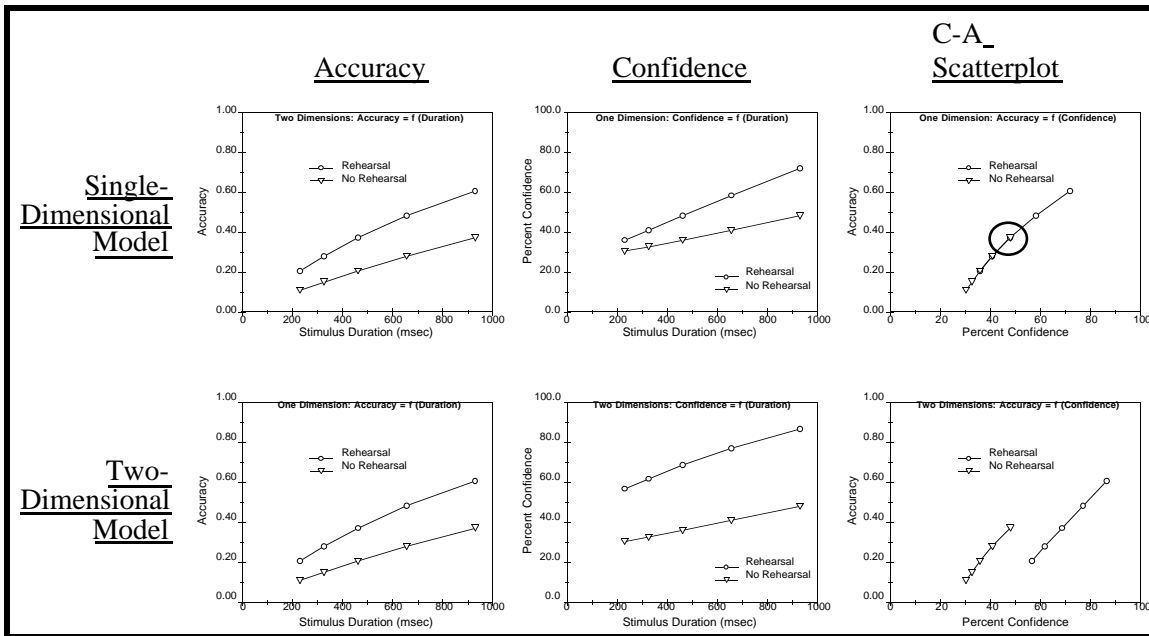 Accuracy
Confidence
C-A
Scatterplot
Single-
Dimensional
Model
Two Dimensions: Accuracy = f (Duration)
1.00
0.80
0.60
0.40
0.20
0.00
Accuracy
Rehearsal
No Rehearsal
0 200 400 600 800 1000
Stimulus Duration (msec)
One Dimension: Confidence = f (Duration)
100.0
80.0
60.0
40.0
20.0
0.0
Percent Confidence
Rehearsal
No Rehearsal
0 200 400 600 800 1000
Stimulus Duration (msec)
One Dimension: Accuracy = f (Confidence)
1.00
0.80
0.60
0.40
0.20
0.00
Accuracy
Rehearsal
No Rehearsal
0 20 40 60 80 100
Percent Confidence
Two-
Dimensional
Model
One Dimension: Accuracy = f (Duration)
1.00
0.80
0.60
0.40
0.20
0.00
Accuracy
Rehearsal
No Rehearsal
0 200 400 600 800 1000
Stimulus Duration (msec)
Two Dimensions: Confidence = f (Duration)
100.0
80.0
60.0
40.0
20.0
0.0
Percent Confidence
Rehearsal
No Rehearsal
0 200 400 600 800 1000
Stimulus Duration (msec)
Two Dimensions: Accuracy = f (Confidence)
1.00
0.80
0.60
0.40
0.20
0.00
Accuracy
Rehearsal
No Rehearsal
0 20 40 60 80 100
Percent Confidence